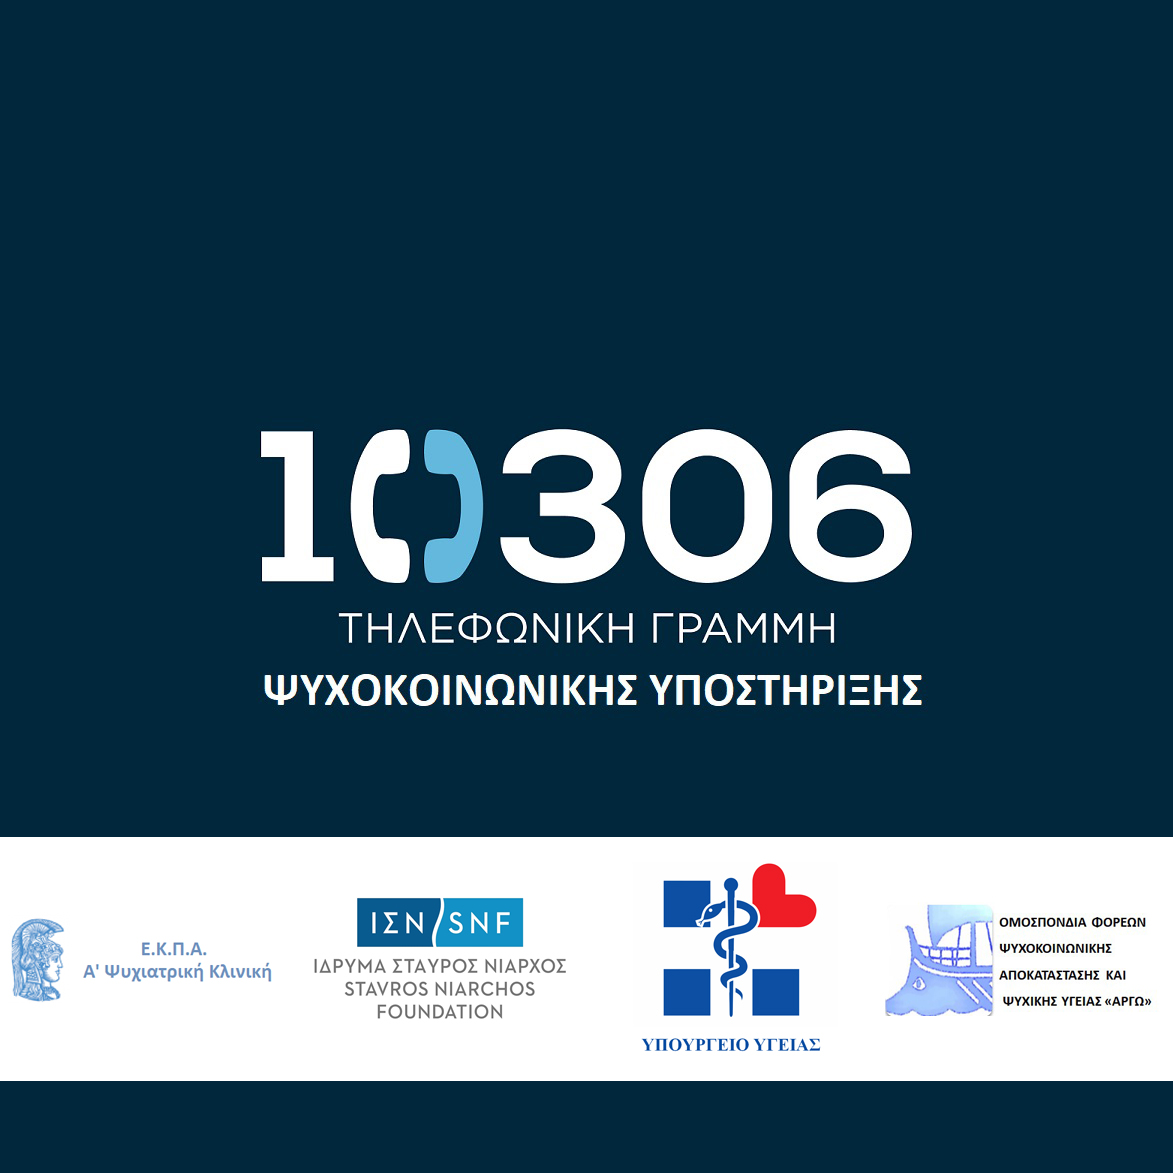 10306
ΤΗΛΕΦΩΝΙΚΗ ΓΡΑΜΜΗ
ΨΥΧΟΚΟΙΝΩΝΙΚΗΣ ΥΠΟΣΤΗΡΙΞΗΣ
Ε.Κ.Π.Α.
Α' Ψυχιατρική Κλινική
ΙΣΝ/SNF
ΙΔΡΥΜΑ ΣΤΑΥΡΟΣ ΝΙΑΡΧΟΣ
STAVROS NIARCHOS
FOUNDATION
ΥΠΟΥΡΓΕΙΟ ΥΓΕΙΑΣ
ΟΜΟΣΠΟΝΔΙΑ ΦΟΡΕΩΝ
ΨΥΧΟΚΟΙΝΩΝΙΚΗΣ
ΑΠΟΚΑΤΑΣΤΑΣΗΣ ΚΑΙ
ΨΥΧΙΚΗΣ ΥΓΕΙΑΣ «ΑΡΓΩ»